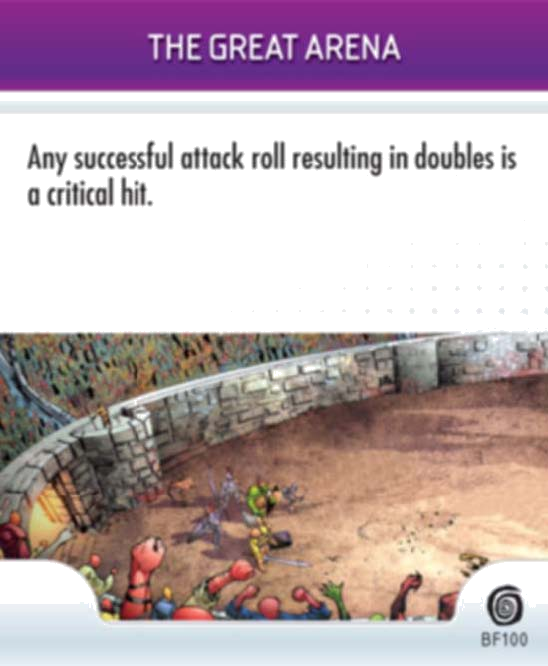 THE GREAT ARENA
Any successful attack roll resulting in doubles is
a critical hit.
BF100